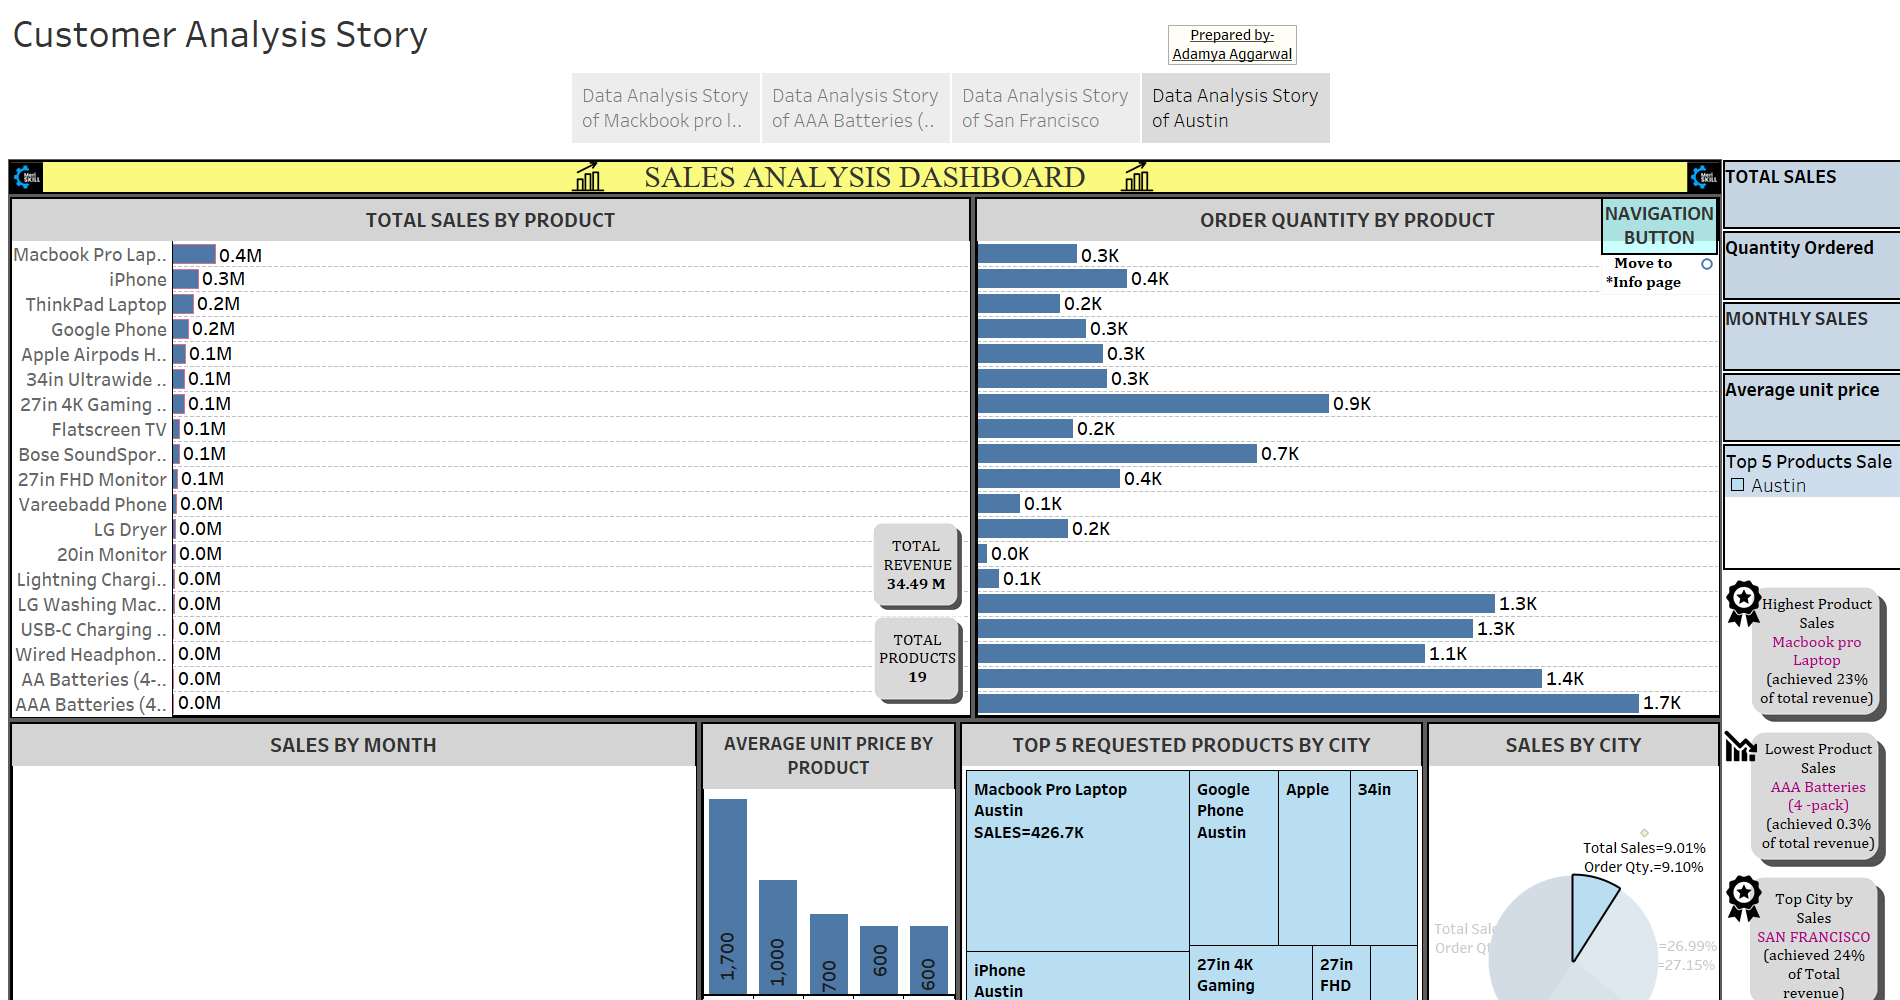 Customer Analysis Story
Prepared by-
Adamya Aggarwal
Data Analysis Story
of Mackbook pro l..
Data Analysis Story
of AAA Batteries (..
Data Analysis Story
of San Francisco
Data Analysis Story
of Austin
Meri
SKILL
SALES ANALYSIS DASHBOARD
Meri
SKILL
TOTAL SALES BY PRODUCT
Macbook Pro Lap.. 0.4M
iPhone 0.3M
ThinkPad Laptop 0.2M
Google Phone 0.2M
Apple Airpods H.. 0.1M
34in Ultrawide .. 0.1M
27in 4K Gaming .. 0.1M
Flatscreen TV 0.1M
Bose SoundSpor.. 0.1M
27in FHD Monitor 0.1M
Vareebadd Phone 0.0M
LG Dryer 0.0M
20in Monitor 0.0M
Lightning Chargi.. 0.0M
LG Washing Mac.. 0.0M
USB-C Charging .. 0.0M
Wired Headphon.. 0.0M
AA Batteries (4-.. 0.0M
AAA Batteries (4.. 0.0M
TOTAL
REVENUE
34.49 M
TOTAL
PRODUCTS
19
ORDER QUANTITY BY PRODUCT
0.3K
0.4K
0.2K
0.3K
0.3K
0.3K
0.9K
0.2K
0.7K
0.4K
0.1K
0.2K
0.0K
0.1K
1.3K
1.3K
1.1K
1.4K
1.7K
NAVIGATION
BUTTON
Move to
*Info page
TOTAL SALES
Quantity Ordered
MONTHLY SALES
Average unit price
Top 5 Products Sale
Austin
Highest Product
Sales
Macbook pro
Laptop
(achieved 23%
of total revenue)
Lowest Product
Sales
AAA Batteries
(4 -pack)
(achieved 0.3%
of total revenue)
Top City by
Sales
SAN FRANCISCO
(achieved 24%
of Total
revenue)
SALES BY MONTH
AVERAGE UNIT PRICE BY
PRODUCT
1,700
1,000
700
600
600
TOP 5 REQUESTED PRODUCTS BY CITY
Macbook Pro Laptop
Austin
SALES=426.7K
Google
Phone
Austin
Apple
34in
iPhone
Austin
27in 4K
Gaming
27in
FHD
SALES BY CITY
Total Sales=9.01%
Order Qty.=9.10%
Total Sale
Order Qt
=26.99%
=27.15%